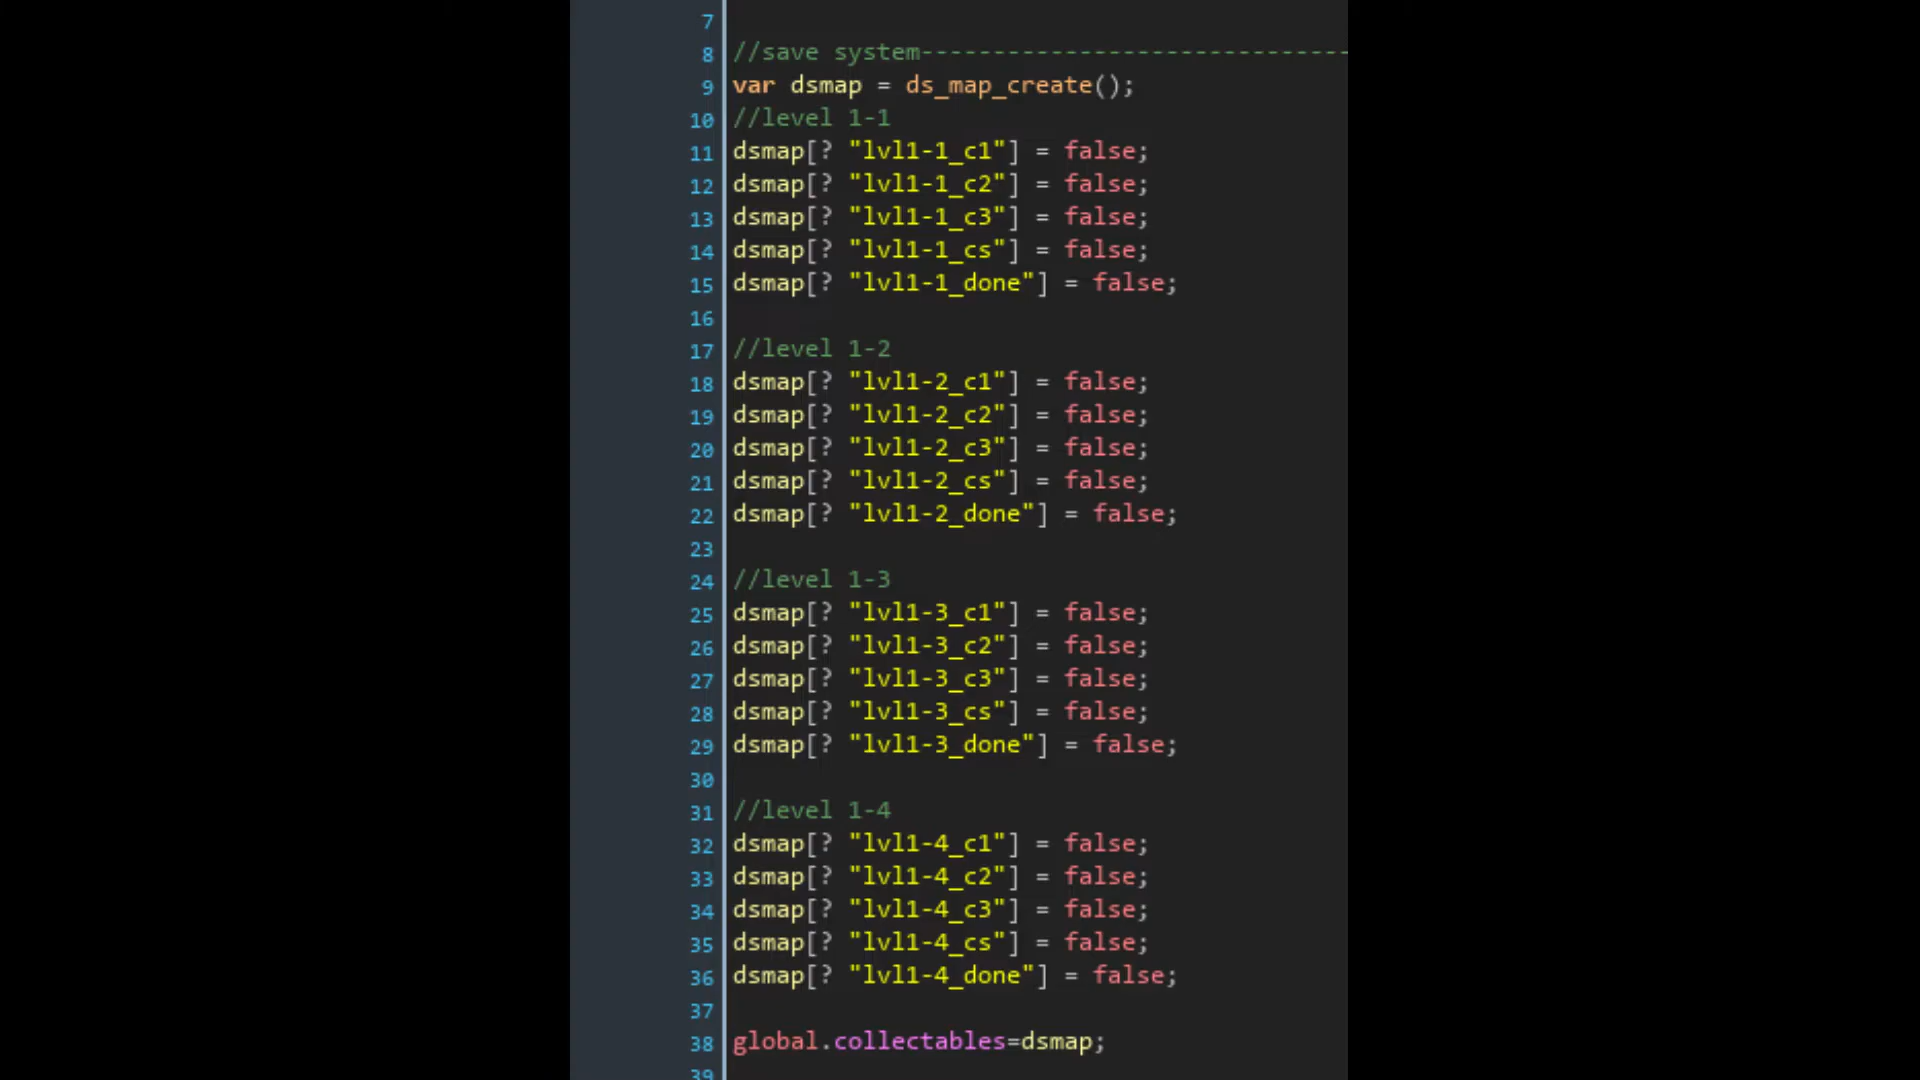 7
8 //save system------------------------------
9 var dsmap = ds_map_create();
10 //level 1-1
11 dsmap[? "lvl1-1_c1"] = false;
12 dsmap[? "lvl1-1_c2"] = false;
13 dsmap[? "lvl1-1_c3"] = false;
14 dsmap[? "lvl1-1_cs"] = false;
15 dsmap[? "lvl1-1_done"] = false;
16
17 //level 1-2
18 dsmap[? "lvl1-2_c1"] = false;
19 dsmap[? "lvl1-2_c2"] = false;
20 dsmap[? "lvl1-2_c3"] = false;
21 dsmap[? "lvl1-2_cs"] = false;
22 dsmap[? "lvl1-2_done"] = false;
23
24 //level 1-3
25 dsmap[? "lvl1-3_c1"] = false;
26 dsmap[? "lvl1-3_c2"] = false;
27 dsmap[? "lvl1-3_c3"] = false;
28 dsmap[? "lvl1-3_cs"] = false;
29 dsmap[? "lvl1-3_done"] = false;
30
31 //level 1-4
32 dsmap[? "lvl1-4_c1"] = false;
33 dsmap[? "lvl1-4_c2"] = false;
34 dsmap[? "lvl1-4_c3"] = false;
35 dsmap[? "lvl1-4_cs"] = false;
36 dsmap[? "lvl1-4_done"] = false;
37
38 global.collectables=dsmap;
39